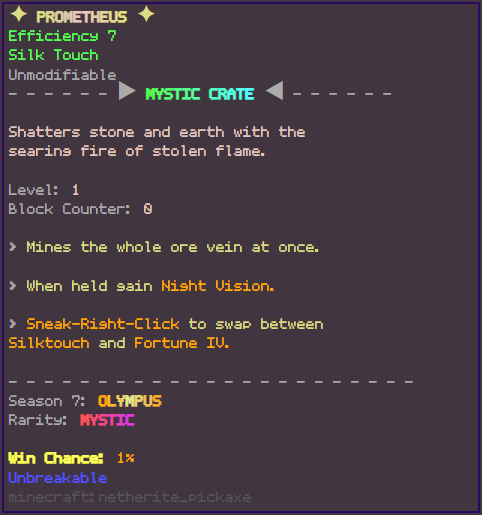 ✦ PROMETHEUS ✦
Efficiency 7
Silk Touch
Unmodifiable
- - - - - - ▶ MYSTIC CRATE ◀ - - - - - -
Shatters stone and earth with the
searing fire of stolen flame.
Level: 1
Block Counter: 0
> Mines the whole ore vein at once.
> When held gain Night Vision.
> Sneak-Right-Click to swap between
Silktouch and Fortune IV.
- - - - - - - - - - - - - - - - - - - - - - - -
Season 7: OLYMPUS
Rarity: MYSTIC
Win Chance: 1%
Unbreakable
minecraft:netherite_pickaxe